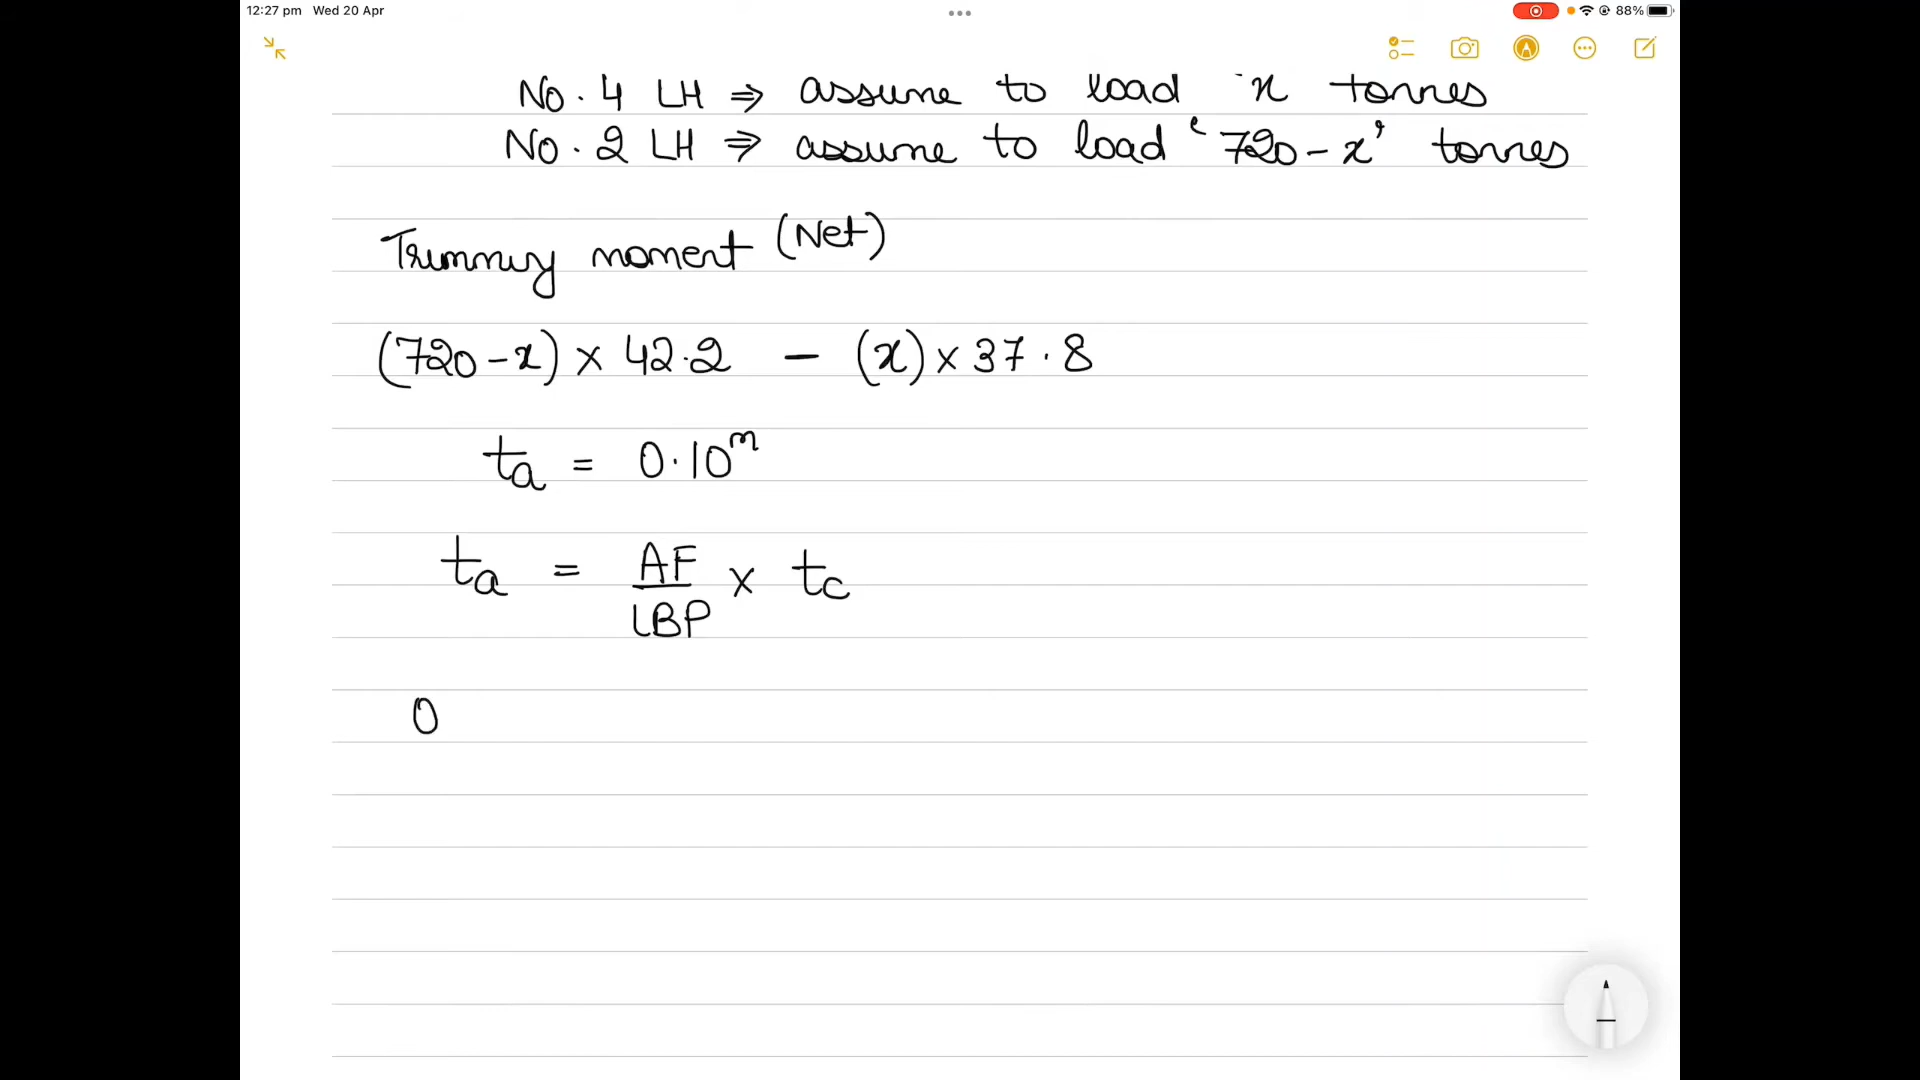 12:27 pm Wed 20 Apr
88%
No. 4 LH ⇒ assume to load 'x tonnes
No. 2 LH ⇒ assume to load '720-x' tonnes
Trimming moment (Net)
(720-x) × 42.2 - (x) × 37.8
ta = 0.10ᵐ
ta = AF/LBP × tc
0